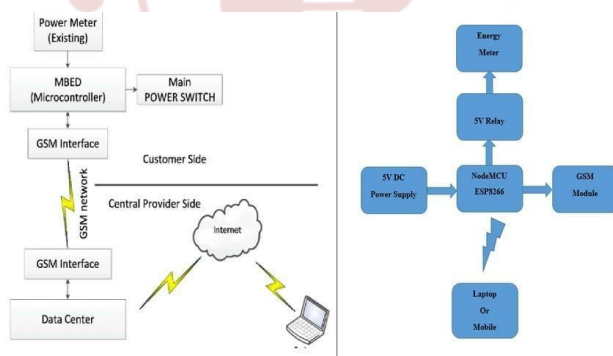 Power Meter
(Existing)
MBED
(Microcontroller)
Main
POWER SWITCH
GSM Interface
Customer Side
GSM network
Central Provider Side
Internet
GSM Interface
Data Center
Energy
Meter
5V Relay
5V DC
Power Supply
NodeMCU
ESP8266
GSM
Module
Laptop
Or
Mobile